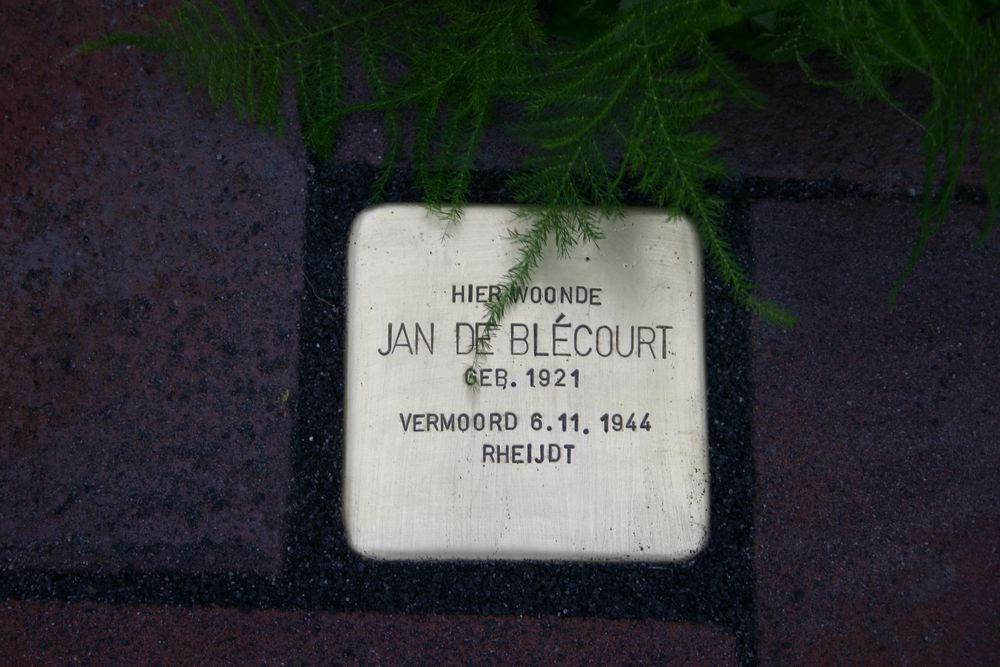 HIER WOONDE
JAN DE BLÉCOURT
GEB. 1921
VERMOORD 6.11.1944
RHEIJDT